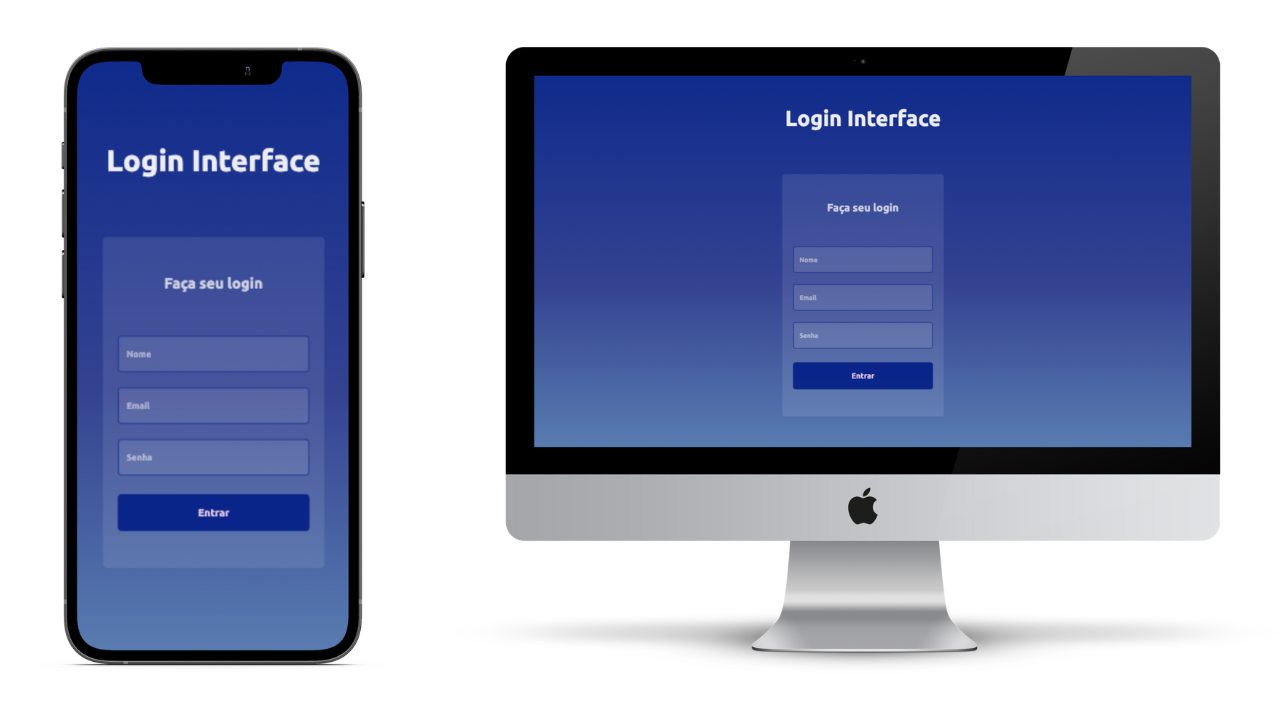 Login Interface
Faça seu login
Nome
Email
Senha
Entrar
Login Interface
Faça seu login
Nome
Email
Senha
Entrar